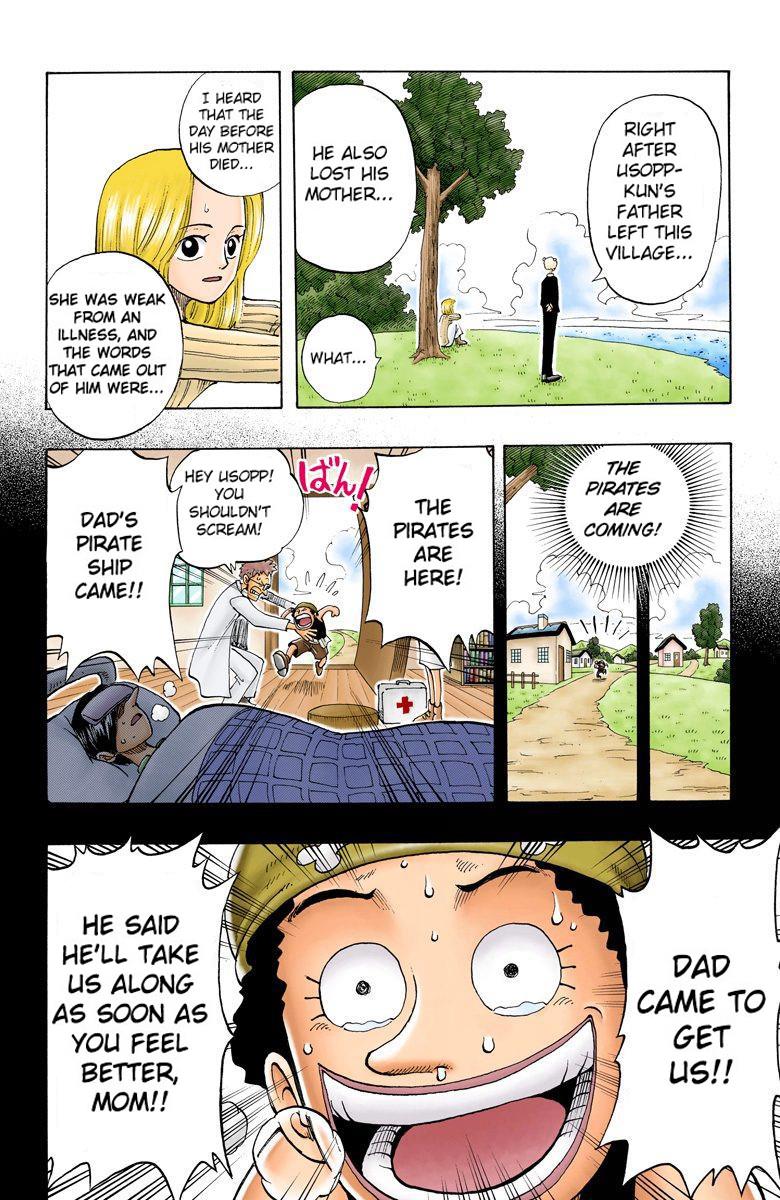 RIGHT
AFTER
USOPP-
KUN'S
FATHER
LEFT THIS
VILLAGE...
HE ALSO
LOST HIS
MOTHER...
WHAT...
I HEARD
THAT THE
DAY BEFORE
HIS MOTHER
DIED...
SHE WAS WEAK
FROM AN
ILLNESS, AND
THE WORDS
THAT CAME OUT
OF HIM WERE...
THE
PIRATES
ARE
COMING!
THE
PIRATES
ARE
HERE!
ばん!
HEY USOPP!
YOU
SHOULDN'T
SCREAM!
DAD'S
PIRATE
SHIP
CAME!!
DAD
CAME TO
GET
US!!
HE SAID
HE'LL TAKE
US ALONG
AS SOON AS
YOU FEEL
BETTER,
MOM!!